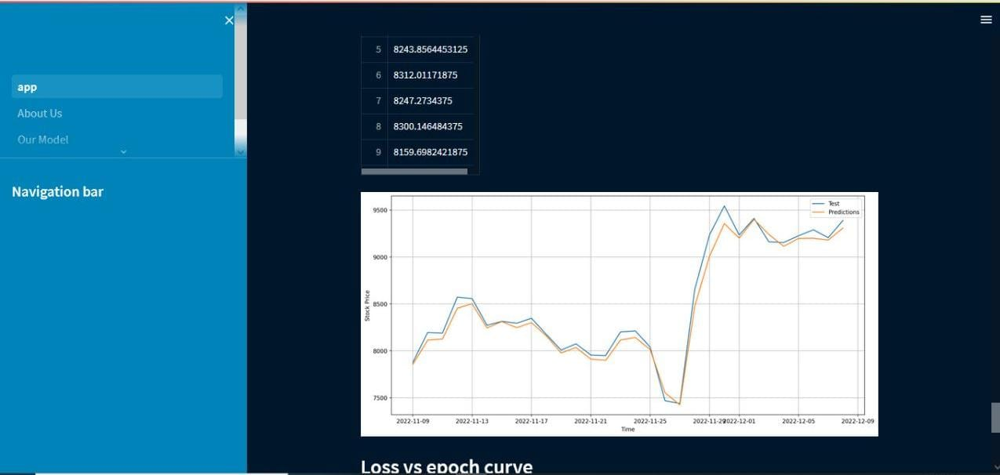 ×
app
About Us
Our Model
Navigation bar
5 8243.8564453125
6 8312.01171875
7 8247.2734375
8 8300.146484375
9 8159.6982421875
Test
Predictions
9500
9000
8500
8000
7500
Stock Price
2022-11-09 2022-11-13 2022-11-17 2022-11-21 2022-11-25 2022-11-29 2022-12-01 2022-12-05 2022-12-09
Time
Loss vs epoch curve